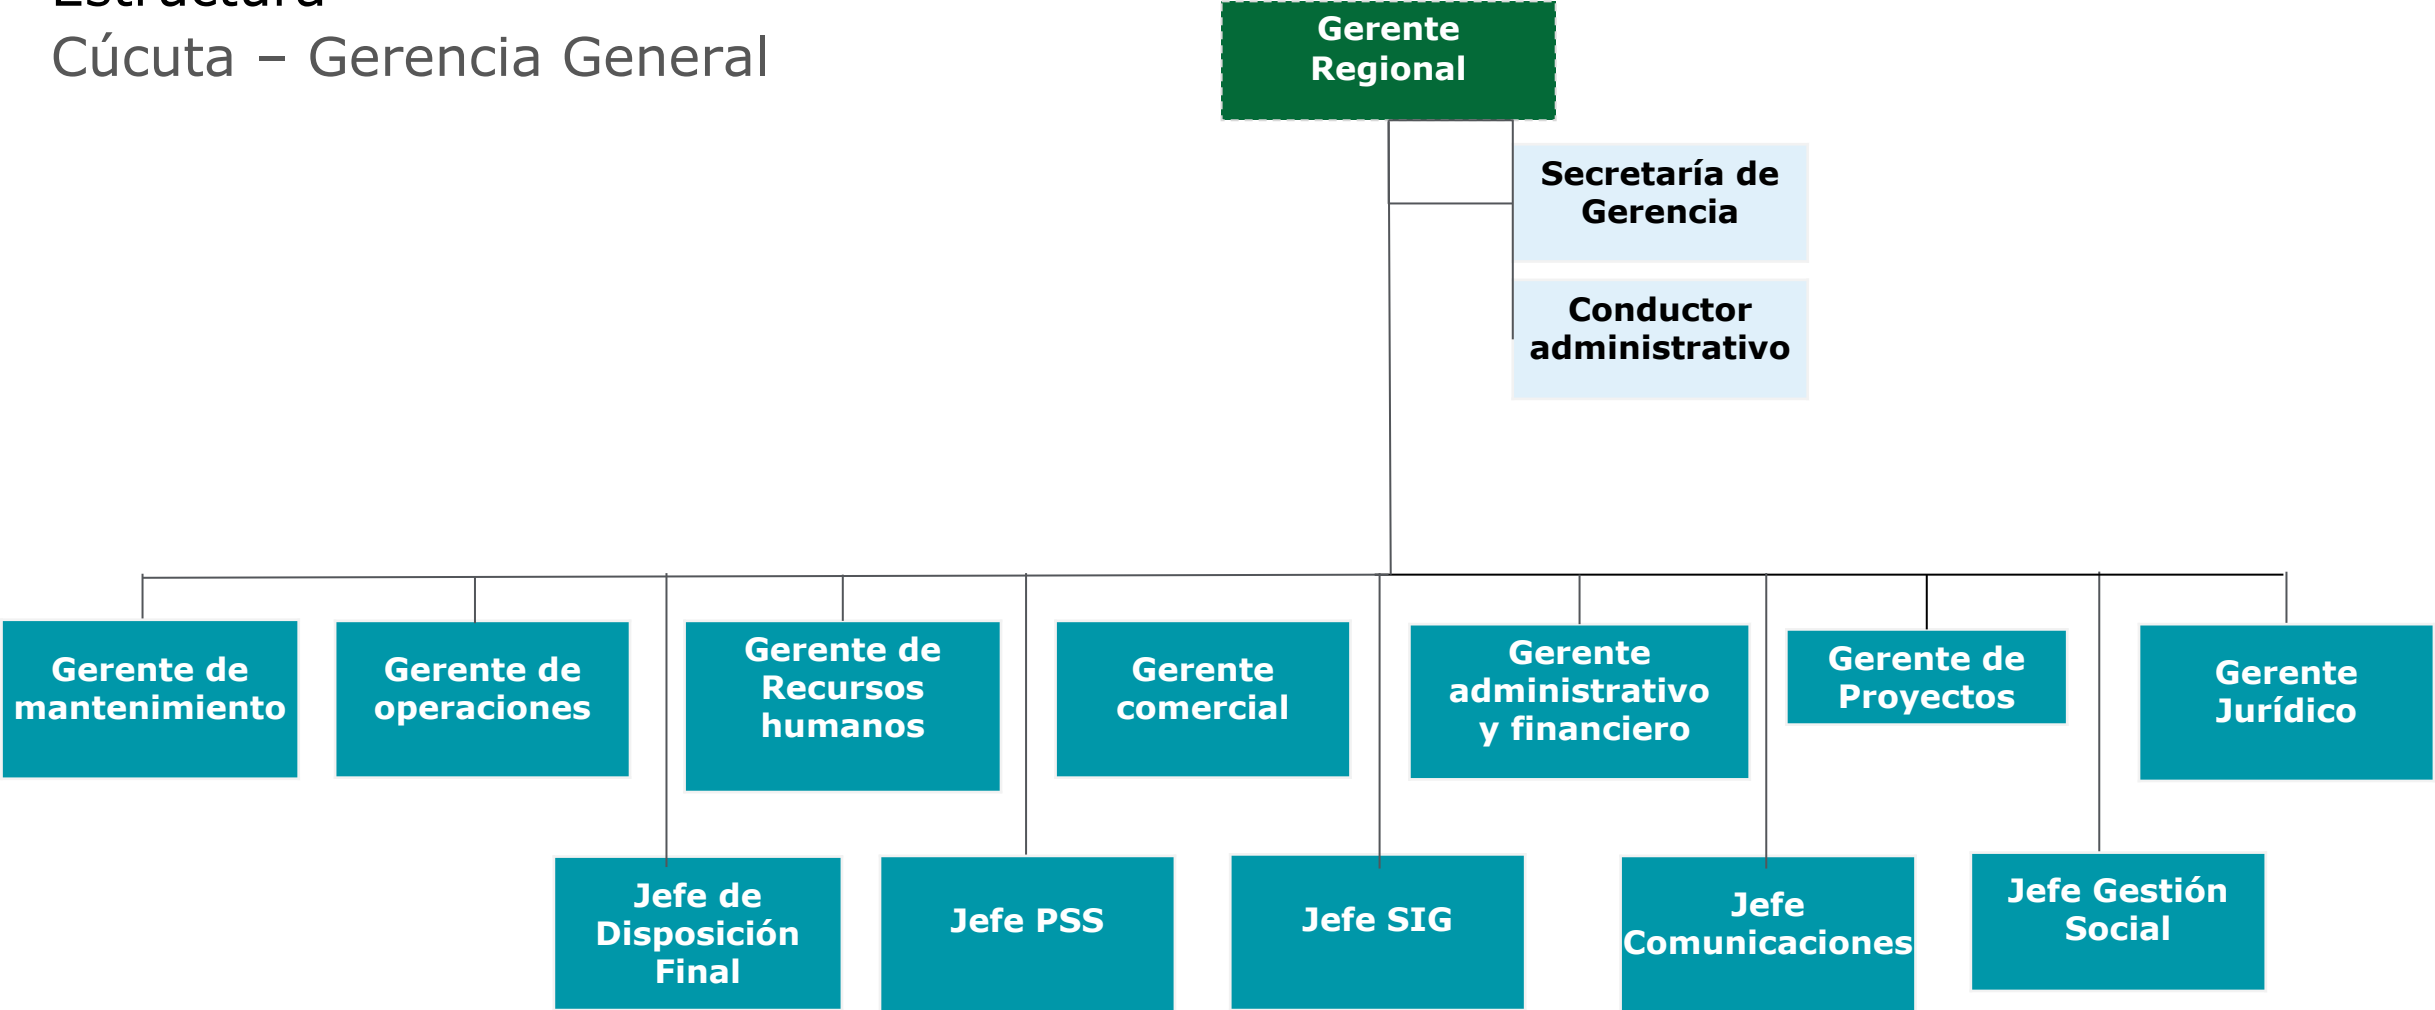 Estructura
Cúcuta – Gerencia General
Gerente
Regional
Secretaría de
Gerencia
Conductor
administrativo
Gerente de
mantenimiento
Gerente de
operaciones
Gerente de
Recursos
humanos
Gerente
comercial
Gerente
administrativo
y financiero
Gerente de
Proyectos
Gerente
Jurídico
Jefe de
Disposición
Final
Jefe PSS
Jefe SIG
Jefe
Comunicaciones
Jefe Gestión
Social